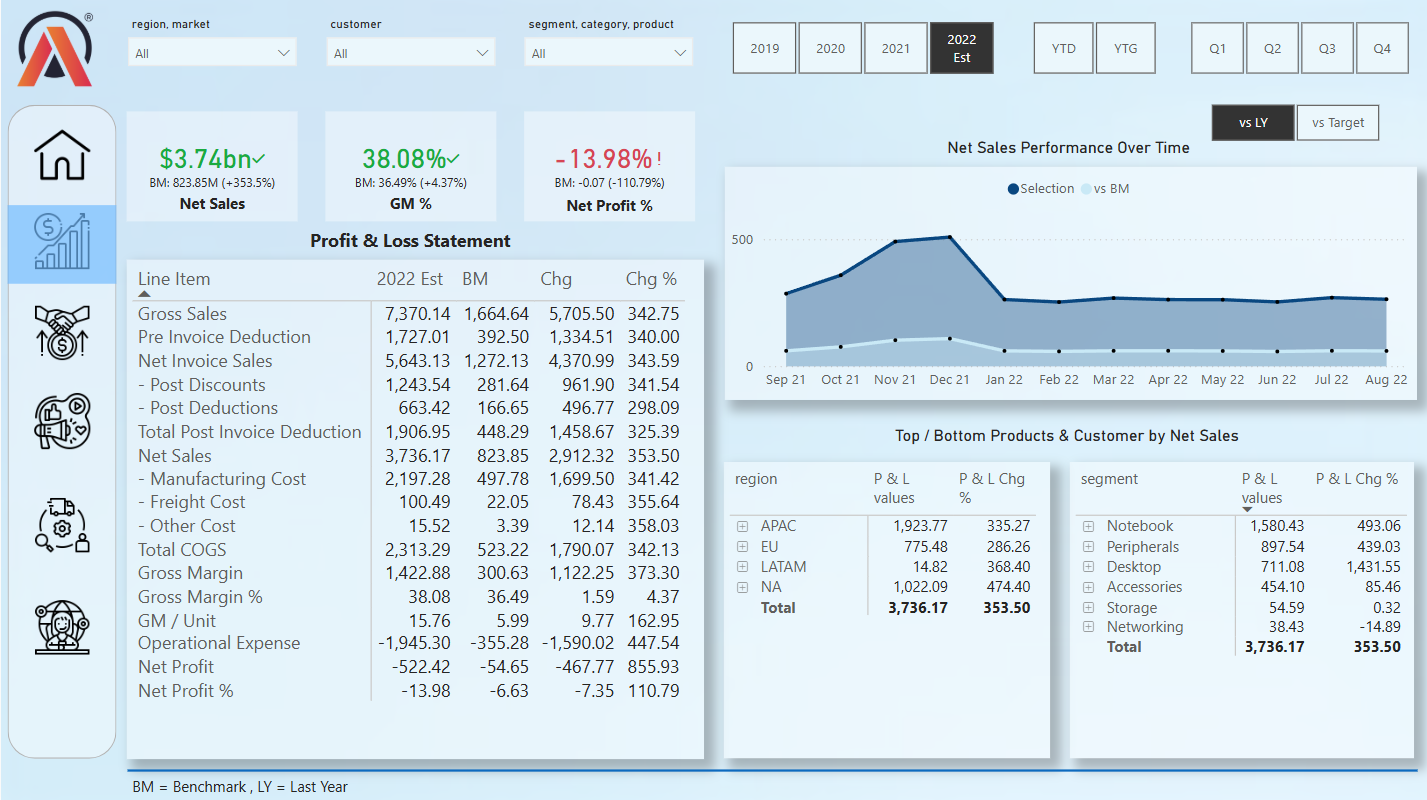 ®
region, market
customer
segment, category, product
All
All
All
2019
2020
2021
2022
Est
YTD
YTG
Q1
Q2
Q3
Q4
vs LY
vs Target
$3.74bn
BM: 823.85M (+353.5%)
Net Sales
38.08%
BM: 36.49% (+4.37%)
GM %
-13.98% !
BM: -0.07 (-110.79%)
Net Profit %
Profit & Loss Statement
Line Item 2022 Est BM Chg Chg %
Gross Sales 7,370.14 1,664.64 5,705.50 342.75
Pre Invoice Deduction 1,727.01 392.50 1,334.51 340.00
Net Invoice Sales 5,643.13 1,272.13 4,370.99 343.59
- Post Discounts 1,243.54 281.64 961.90 341.54
- Post Deductions 663.42 166.65 496.77 298.09
Total Post Invoice Deduction 1,906.95 448.29 1,458.67 325.39
Net Sales 3,736.17 823.85 2,912.32 353.50
- Manufacturing Cost 2,197.28 497.78 1,699.50 341.42
- Freight Cost 100.49 22.05 78.43 355.64
- Other Cost 15.52 3.39 12.14 358.03
Total COGS 2,313.29 523.22 1,790.07 342.13
Gross Margin 1,422.88 300.63 1,122.25 373.30
Gross Margin % 38.08 36.49 1.59 4.37
GM / Unit 15.76 5.99 9.77 162.95
Operational Expense -1,945.30 -355.28 -1,590.02 447.54
Net Profit -522.42 -54.65 -467.77 855.93
Net Profit % -13.98 -6.63 -7.35 110.79
Net Sales Performance Over Time
Selection vs BM
500
0
Sep 21 Oct 21 Nov 21 Dec 21 Jan 22 Feb 22 Mar 22 Apr 22 May 22 Jun 22 Jul 22 Aug 22
Top / Bottom Products & Customer by Net Sales
region P & L values P & L Chg %
APAC 1,923.77 335.27
EU 775.48 286.26
LATAM 14.82 368.40
NA 1,022.09 474.40
Total 3,736.17 353.50
segment P & L values P & L Chg %
Notebook 1,580.43 493.06
Peripherals 897.54 439.03
Desktop 711.08 1,431.55
Accessories 454.10 85.46
Storage 54.59 0.32
Networking 38.43 -14.89
Total 3,736.17 353.50
BM = Benchmark , LY = Last Year